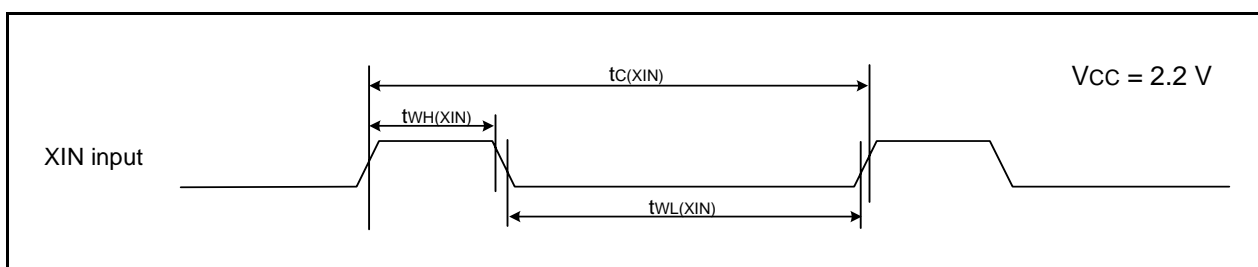 tC(XIN)
VCC = 2.2 V
tWH(XIN)
XIN input
tWL(XIN)